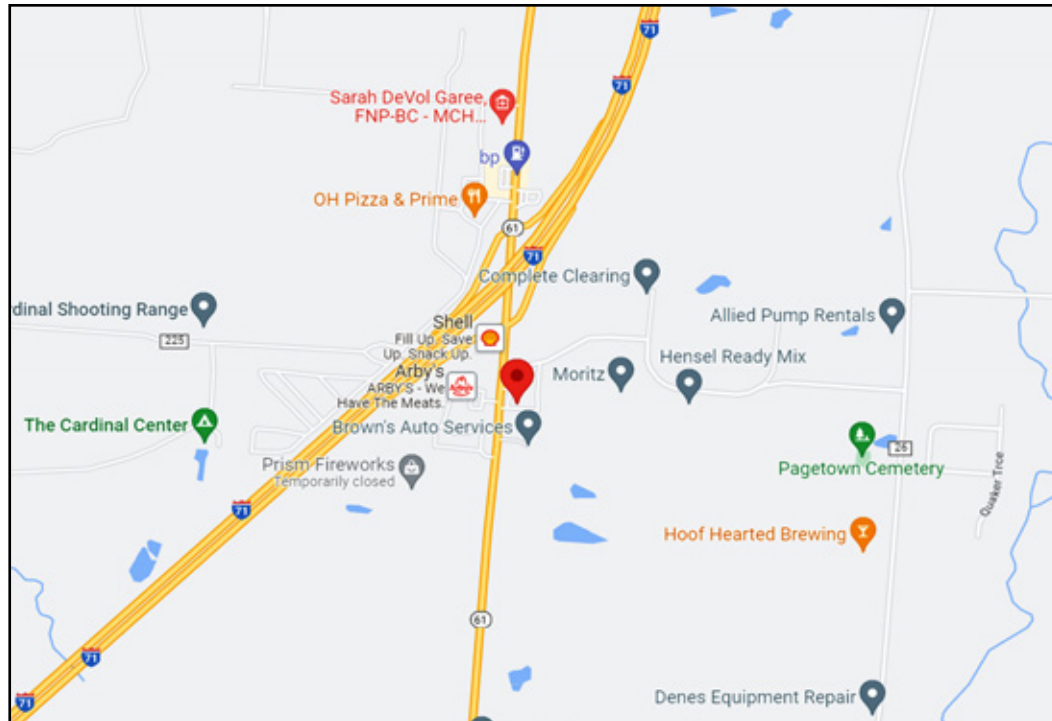 71
71
Sarah DeVol Garee,
FNP-BC - MCH...
bp
OH Pizza & Prime
61
71
Complete Clearing
rdinal Shooting Range
Allied Pump Rentals
Shell
Fill Up. Save
Up. Snack Up.
225
Hensel Ready Mix
Arby's
ARBY'S - We
Have The Meats.
Moritz
The Cardinal Center
Brown's Auto Services
26
Prism Fireworks
Temporarily closed
Pagetown Cemetery
Quaker Trce
71
Hoof Hearted Brewing
61
71
Denes Equipment Repair
71